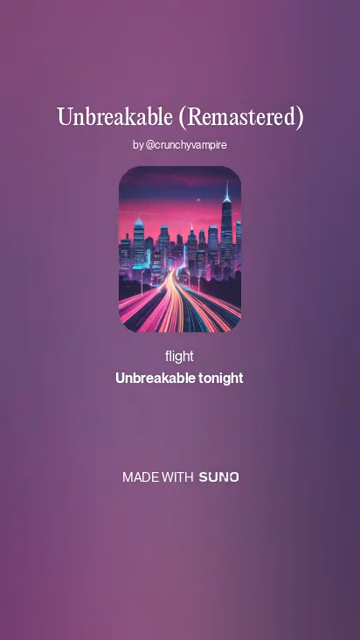 Unbreakable (Remastered)
by @crunchyvampire
flight
Unbreakable tonight
MADE WITH SUNO